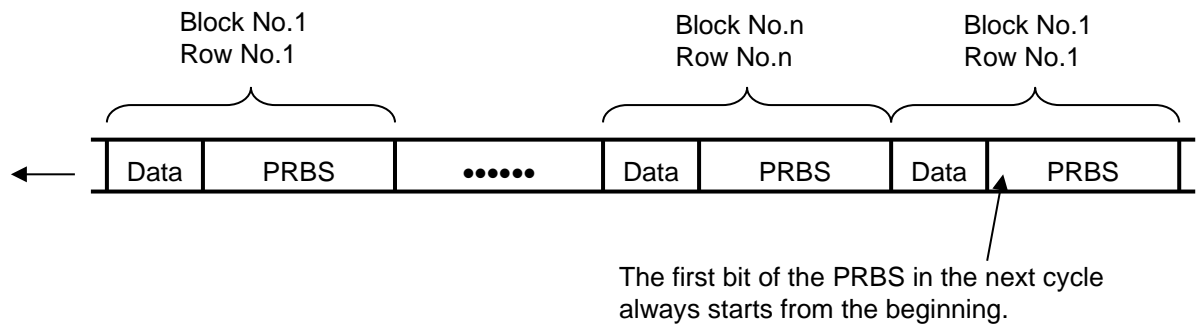 Block No.1
Row No.1
Block No.n
Row No.n
Block No.1
Row No.1
Data PRBS •••••• Data PRBS Data PRBS
The first bit of the PRBS in the next cycle
always starts from the beginning.